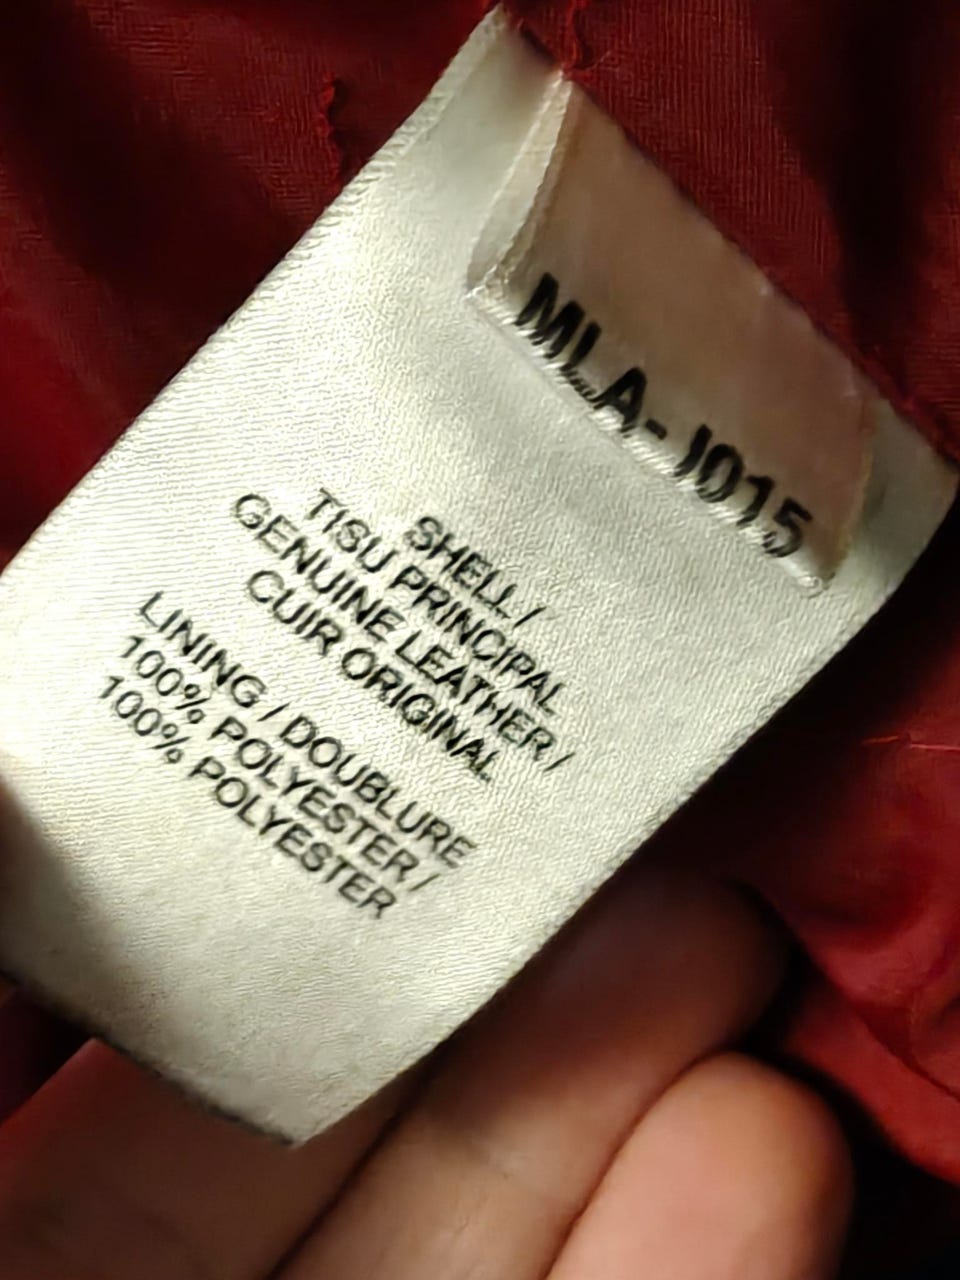 MLA-J015
SHELL /
TISU PRINCIPAL
GENUINE LEATHER /
CUIR ORIGINAL
LINING / DOUBLURE
100% POLYESTER /
100% POLYESTER